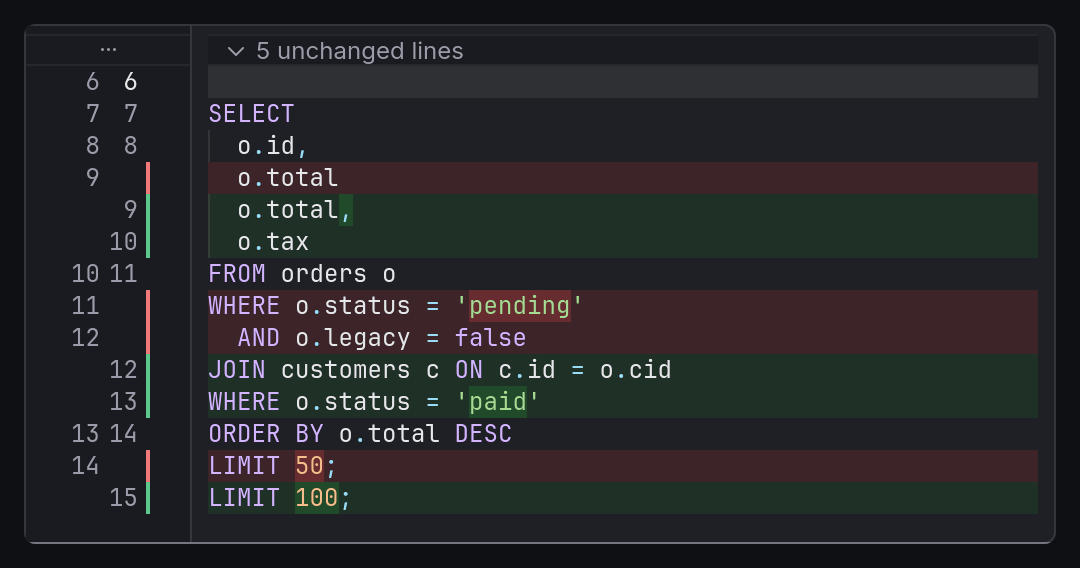 ... 5 unchanged lines
6 6
7 7 SELECT
8 8   o.id,
9   o.total
9   o.total,
10   o.tax
10 11 FROM orders o
11 WHERE o.status = 'pending'
12   AND o.legacy = false
12 JOIN customers c ON c.id = o.cid
13 WHERE o.status = 'paid'
13 14 ORDER BY o.total DESC
14 LIMIT 50;
15 LIMIT 100;